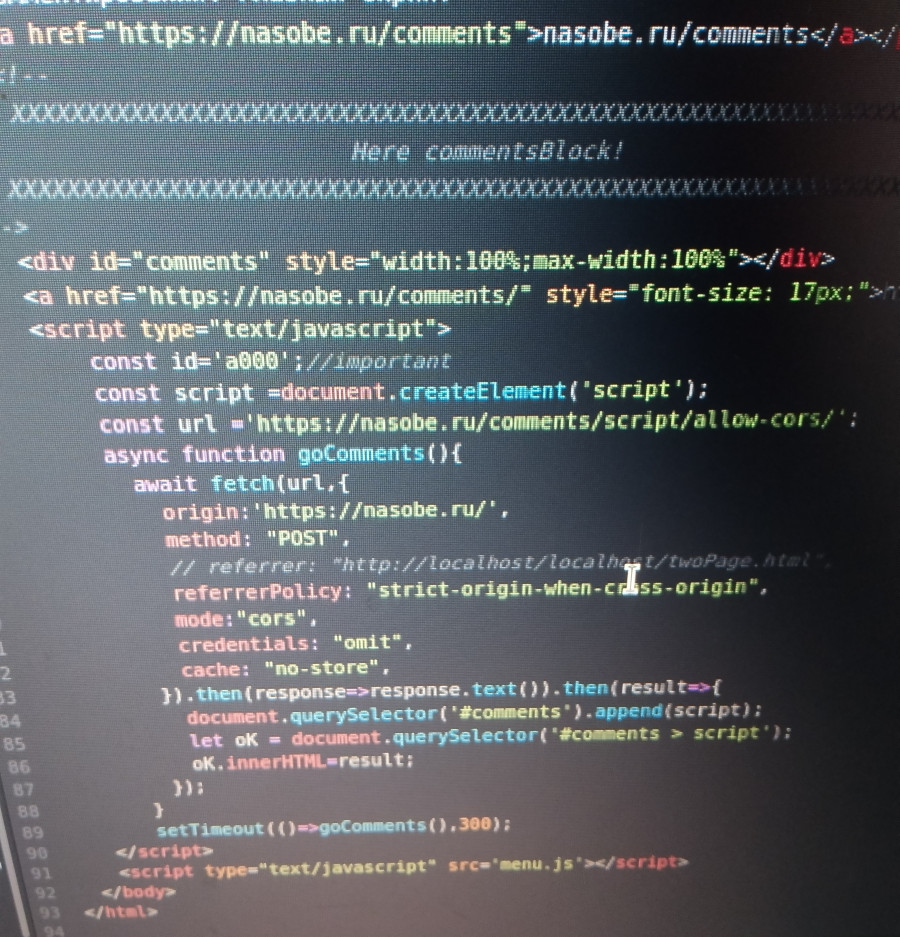 a href="https://nasobe.ru/comments">nasobe.ru/comments</a></
<!--
XXXXXXXXXXXXXXXXXXXXXXXXXXXXXXXXXXXXXXXXXXXXXXXXXXXXXXXXXXXXXXXXXXXXXX
Here commentsBlock!
XXXXXXXXXXXXXXXXXXXXXXXXXXXXXXXXXXXXXXXXXXXXXXXXXXXXXXXXXXXXXXXXXXXXXX
->
<div id="comments" style="width:100%;max-width:100%"></div>
<a href="https://nasobe.ru/comments/" style="font-size: 17px;">
<script type="text/javascript">
const id='a000';//important
const script =document.createElement('script');
const url ='https://nasobe.ru/comments/script/allow-cors/';
async function goComments(){
await fetch(url,{
origin:'https://nasobe.ru/',
method: "POST",
// referrer: "http://localhost/localhost/twoPage.html",
referrerPolicy: "strict-origin-when-cross-origin",
mode:"cors",
credentials: "omit",
cache: "no-store",
83 }).then(response=>response.text()).then(result=>{
84 document.querySelector('#comments').append(script);
85 let oK = document.querySelector('#comments > script');
86 oK.innerHTML=result;
87 });
88 }
89 setTimeout(()=>goComments(),300);
90 </script>
91 <script type="text/javascript" src='menu.js'></script>
92 </body>
93 </html>
94